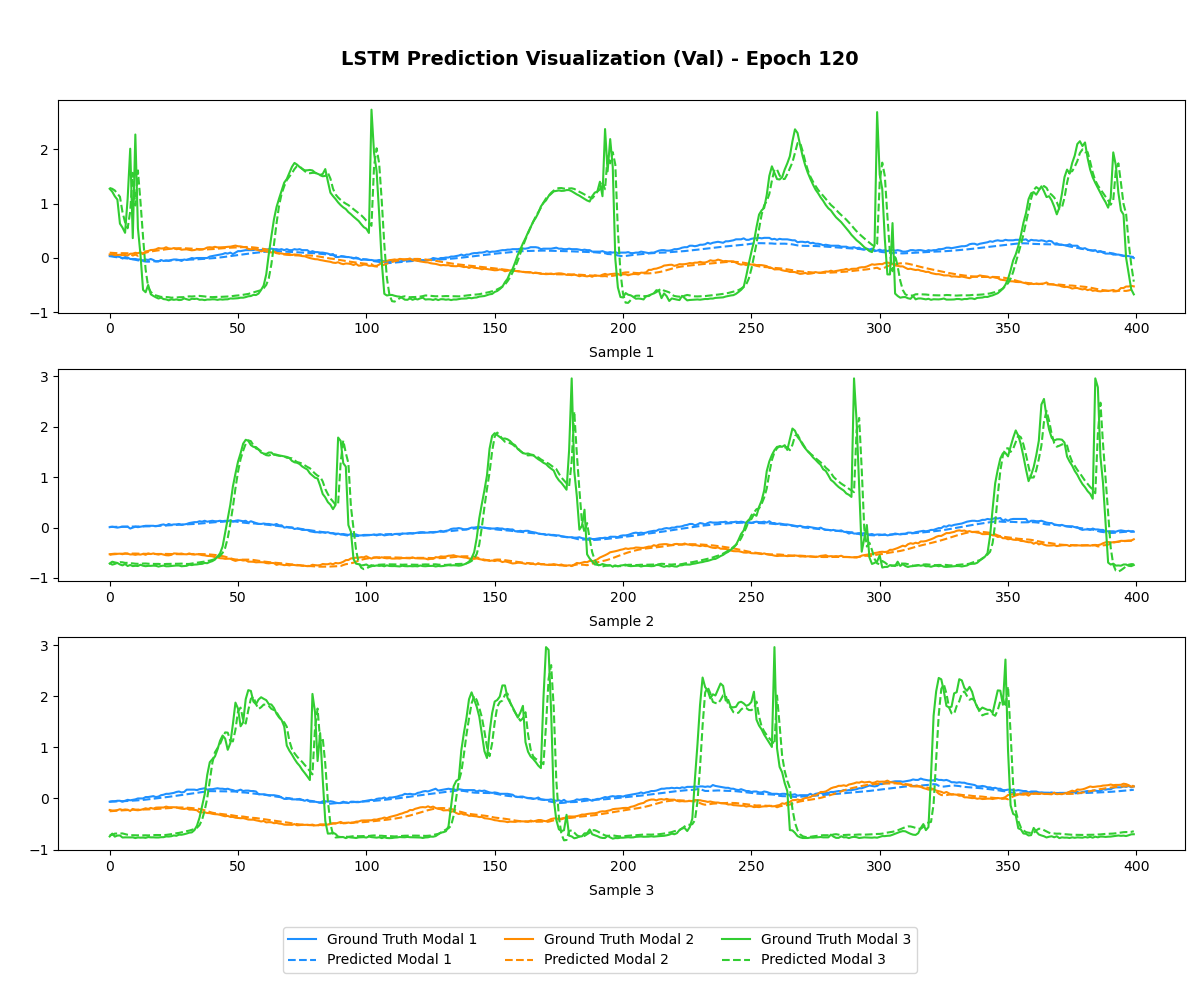 LSTM Prediction Visualization (Val) - Epoch 120
2
1
0
−1
0 50 100 150 200 250 300 350 400
Sample 1
3
2
1
0
−1
0 50 100 150 200 250 300 350 400
Sample 2
3
2
1
0
−1
0 50 100 150 200 250 300 350 400
Sample 3
Ground Truth Modal 1 Ground Truth Modal 2 Ground Truth Modal 3
Predicted Modal 1 Predicted Modal 2 Predicted Modal 3